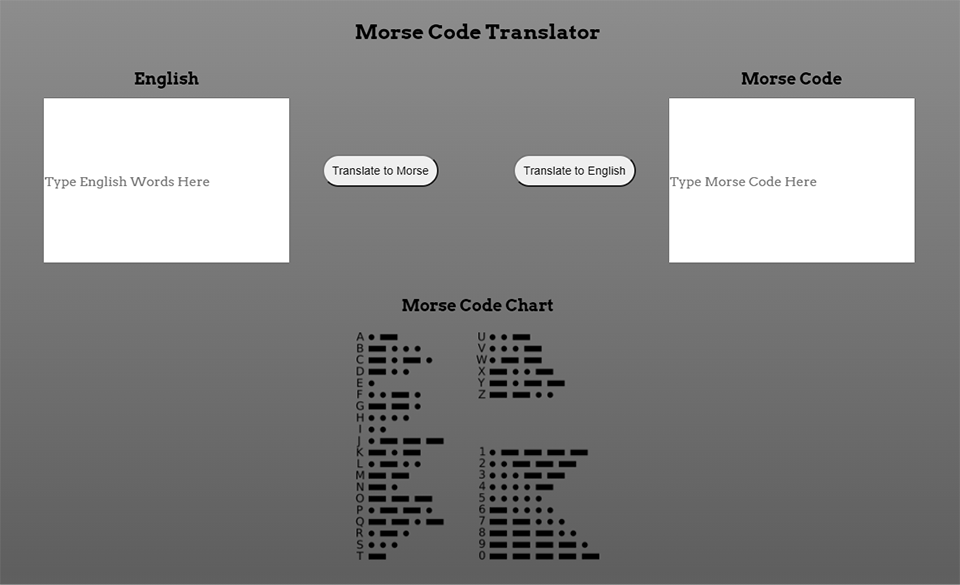 Morse Code Translator
English
Morse Code
Type English Words Here
Translate to Morse
Translate to English
Type Morse Code Here
Morse Code Chart
A
B
C
D
E
F
G
H
I
J
K
L
M
N
O
P
Q
R
S
T
U
V
W
X
Y
Z
1
2
3
4
5
6
7
8
9
0